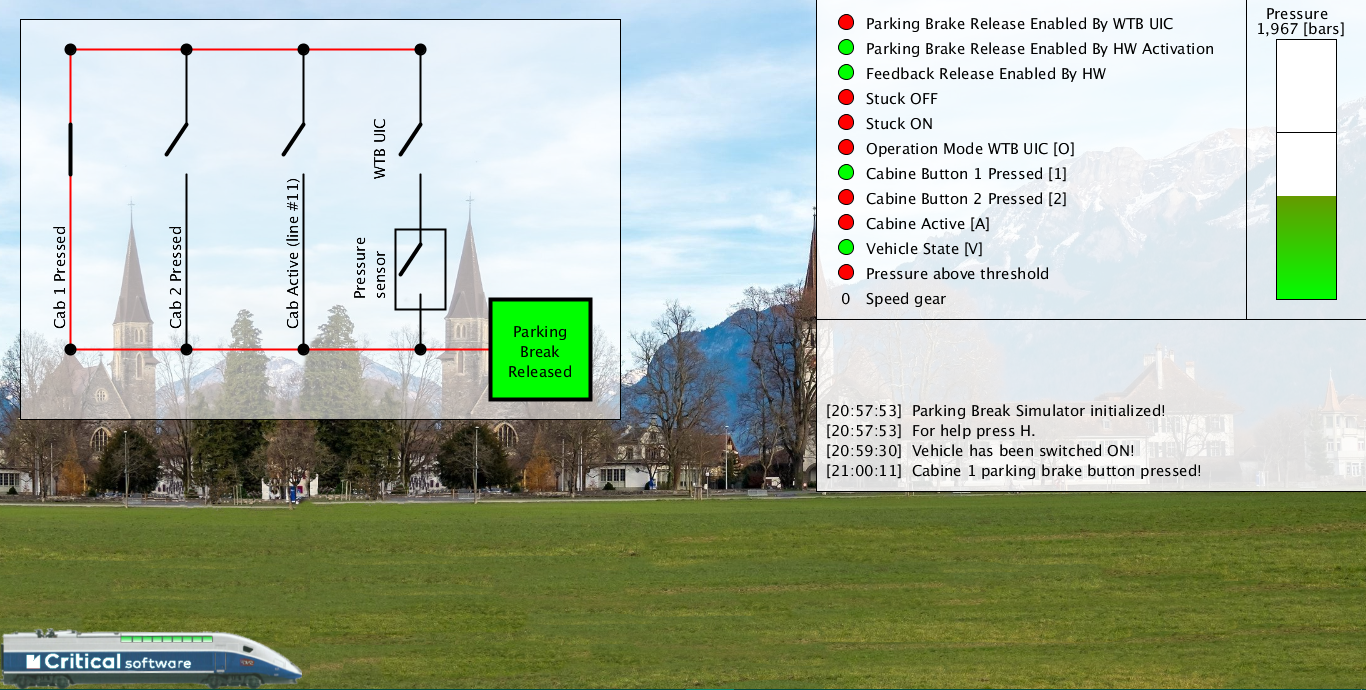 Cab 1 Pressed
Cab 2 Pressed
Cab Active (line #11)
WTB UIC
Pressure
sensor
Parking
Break
Released
Parking Brake Release Enabled By WTB UIC
Parking Brake Release Enabled By HW Activation
Feedback Release Enabled By HW
Stuck OFF
Stuck ON
Operation Mode WTB UIC [O]
Cabine Button 1 Pressed [1]
Cabine Button 2 Pressed [2]
Cabine Active [A]
Vehicle State [V]
Pressure above threshold
0 Speed gear
Pressure
1,967 [bars]
[20:57:53] Parking Break Simulator initialized!
[20:57:53] For help press H.
[20:59:30] Vehicle has been switched ON!
[21:00:11] Cabine 1 parking brake button pressed!
Critical software